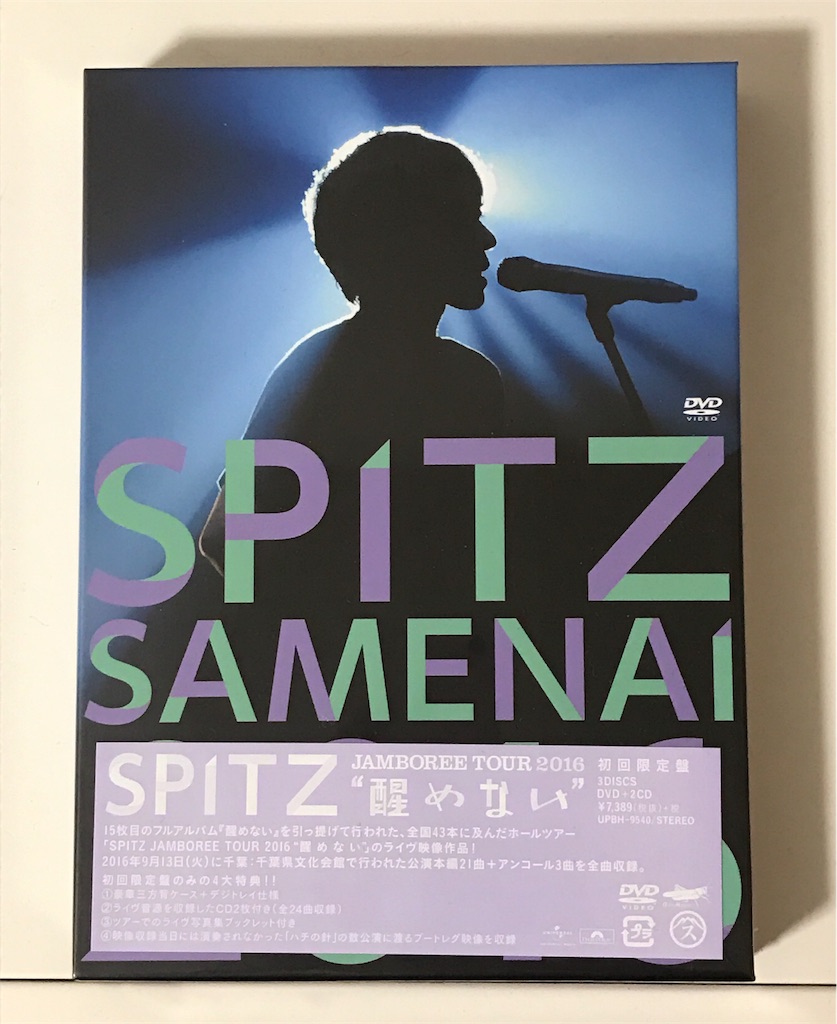 DVD
VIDEO
SPITZ
SAMENAI
SPITZ
JAMBOREE TOUR 2016
“醒めない”
初回限定盤
3DISCS
DVD+2CD
¥7,389(税抜)+税
UPBH-9540/STEREO
15枚目のフルアルバム『醒めない』を引っ提げて行われた、全国43本に及んだホールツアー
「SPITZ JAMBOREE TOUR 2016“醒めない”」のライヴ映像作品!
2016年9月13日(火)に千葉:千葉県文化会館で行われた公演本編21曲+アンコール3曲を全曲収録。
初回限定盤のみの4大特典!!
①豪華三方背ケース+デジトレイ仕様
②ライヴ音源を収録したCD2枚付き(全24曲収録)
③ツアーでのライヴ写真集ブックレット付き
④映像収録当日には演奏されなかった「ハチの針」の数公演に渡るブートレグ映像を収録
DVD
VIDEO
プラ
ス